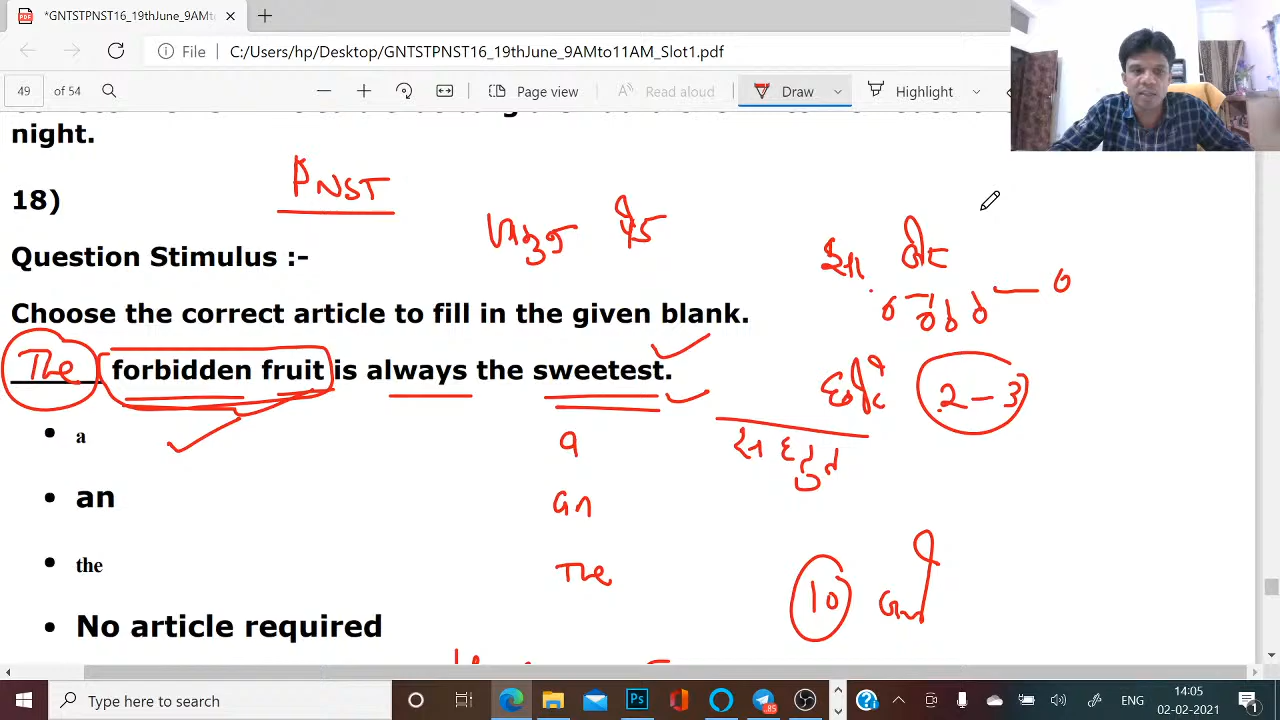 *GNTSTPNST16_19thJune_9AMt
File C:/Users/hp/Desktop/GNTSTPNST16_19thJune_9AMto11AM_Slot1.pdf
49 of 54 Page view Read aloud Draw Highlight
night.
PNST
18)
Question Stimulus :-
Choose the correct article to fill in the given blank.
The forbidden fruit is always the sweetest.
2 - 3
a
a
an
an
the
The
10
No article required
Type here to search
ENG
14:05
02-02-2021